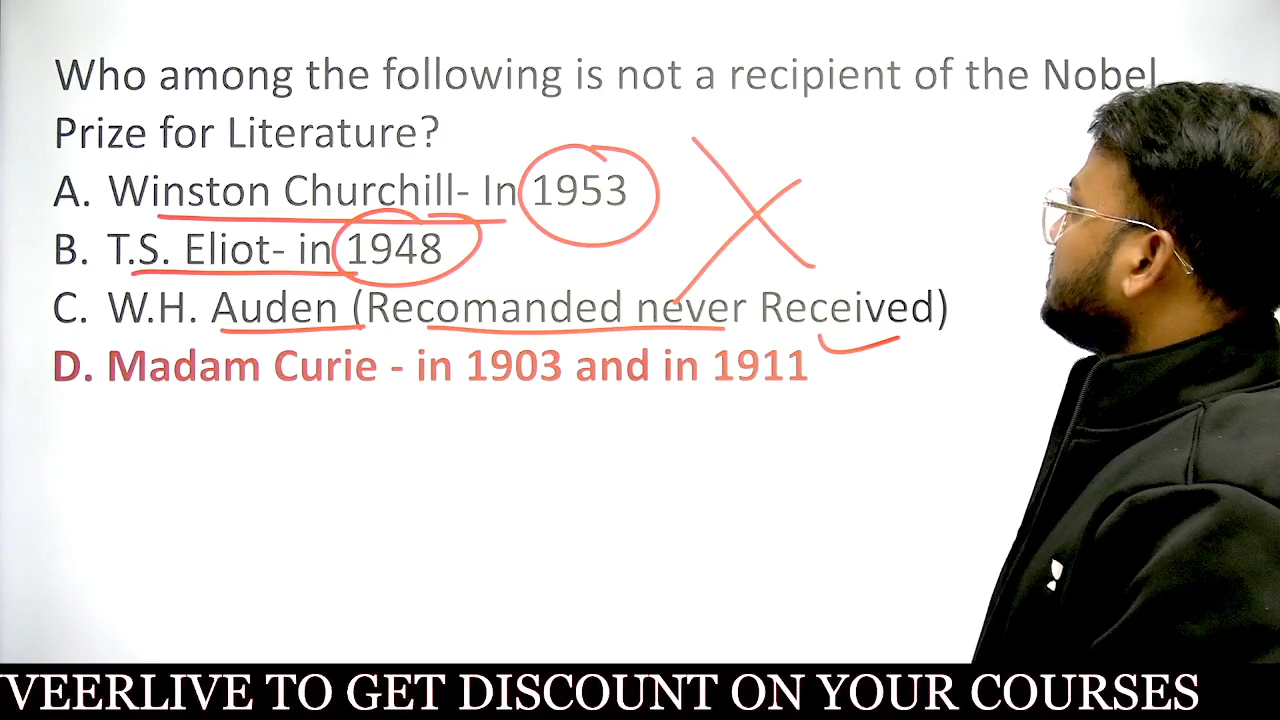 Who among the following is not a recipient of the Nobel
Prize for Literature?
A. Winston Churchill- In 1953
B. T.S. Eliot- in 1948
C. W.H. Auden (Recomanded never Received)
D. Madam Curie - in 1903 and in 1911
VEERLIVE TO GET DISCOUNT ON YOUR COURSES